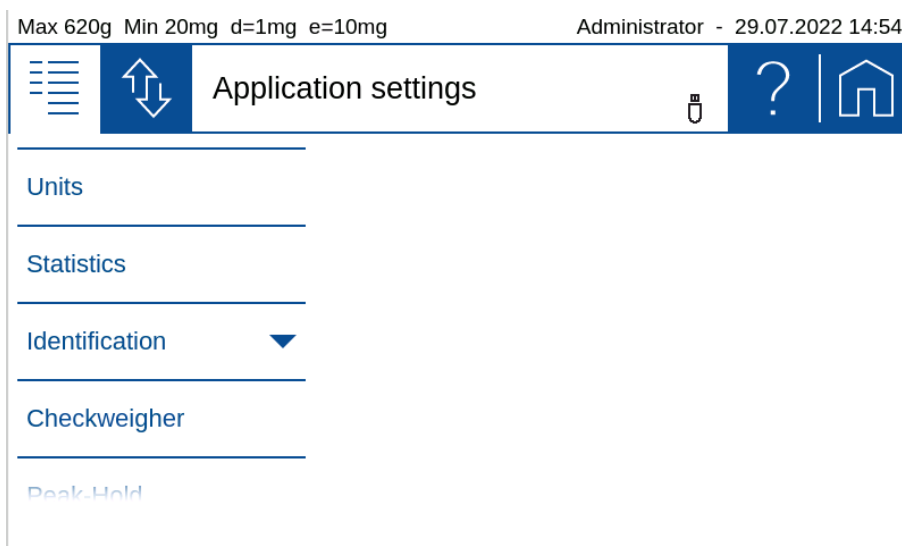 Max 620g Min 20mg d=1mg e=10mg Administrator - 29.07.2022 14:54
Application settings
?
Units
Statistics
Identification
Checkweigher
Peak-Hold